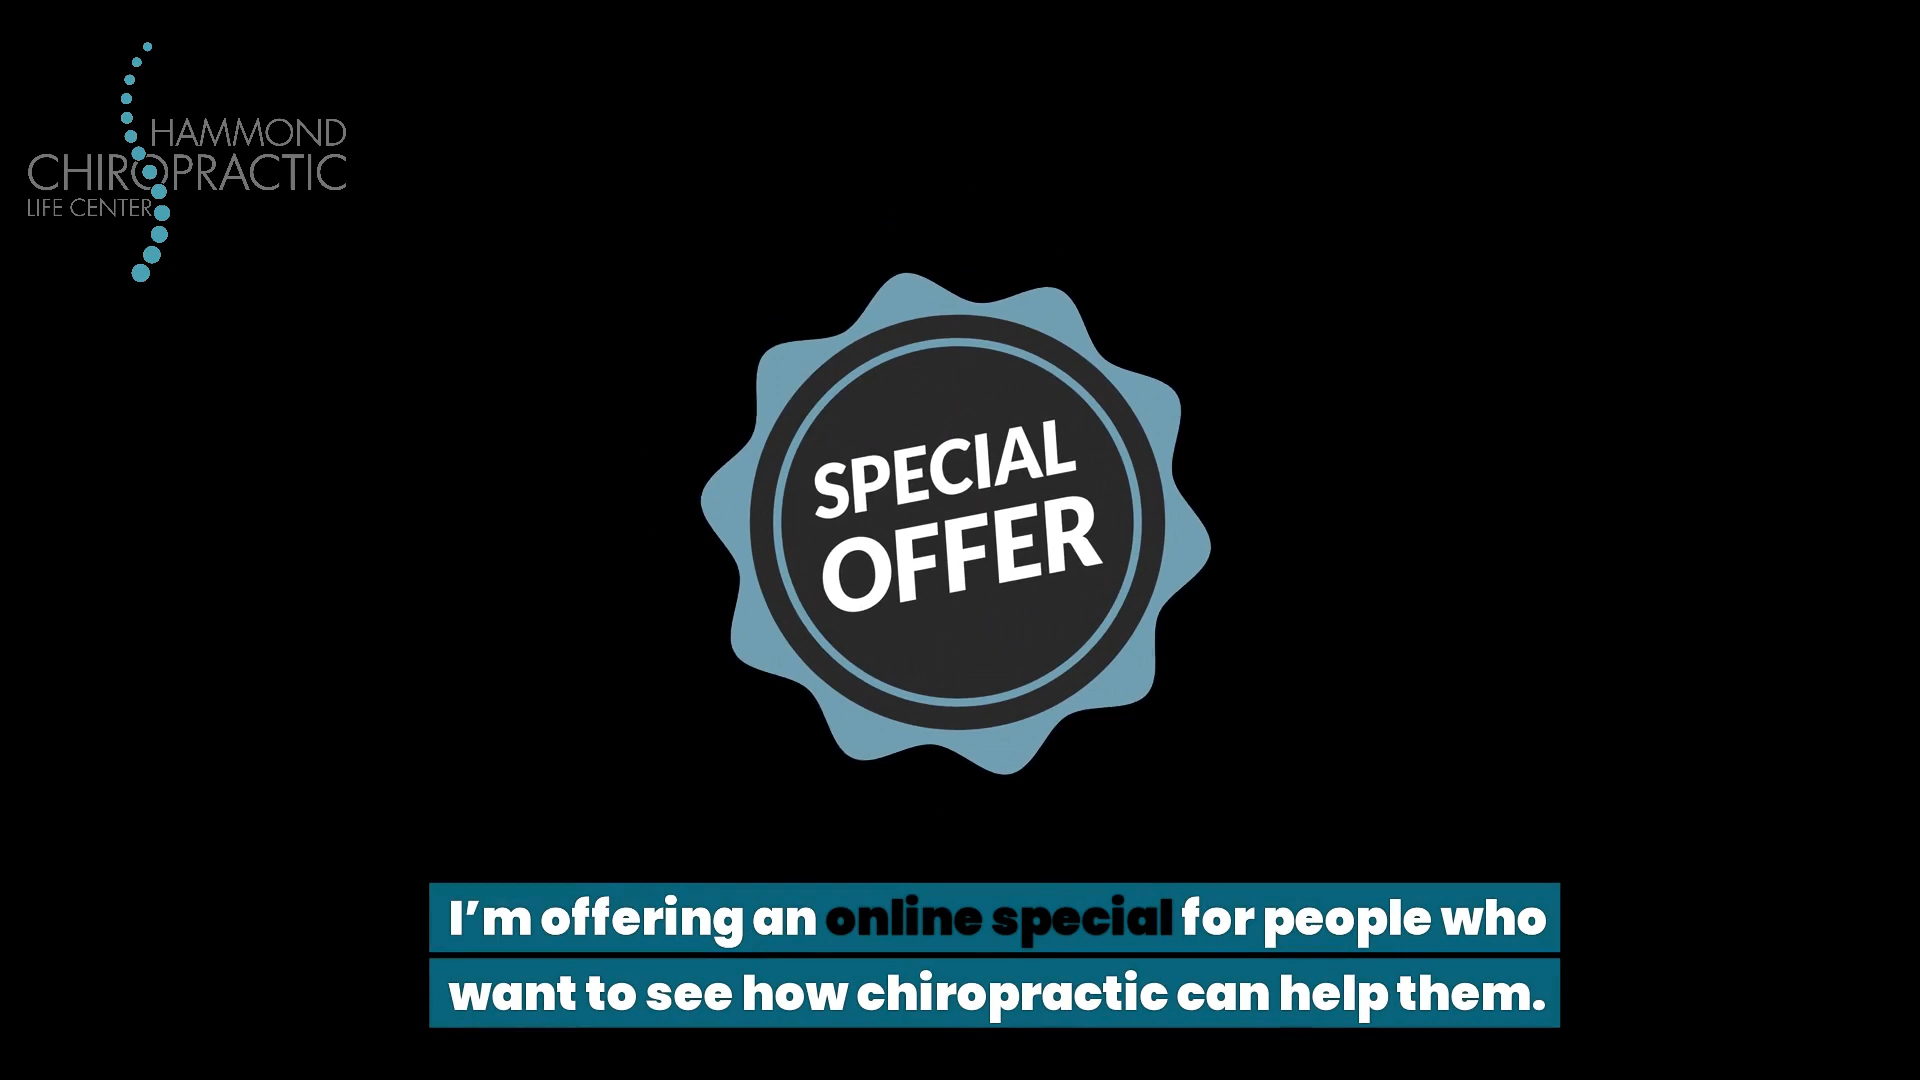 HAMMOND
CHIROPRACTIC
LIFE CENTER
SPECIAL
OFFER
I’m offering an online special for people who
want to see how chiropractic can help them.